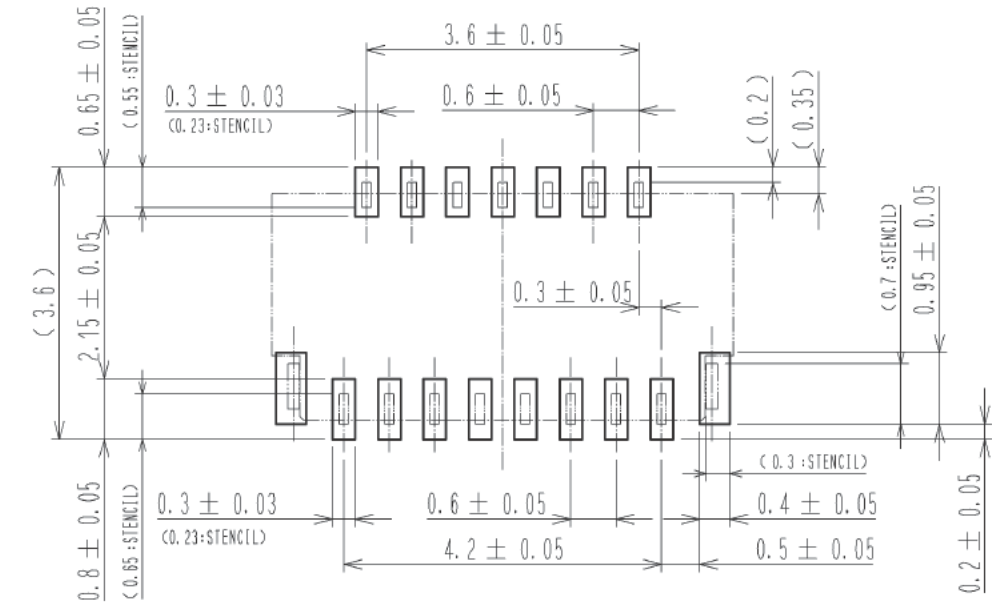 3.6 ± 0.05
0.65 ± 0.05
(0.55:STENCIL)
0.3 ± 0.03
(0.23:STENCIL)
0.6 ± 0.05
(0.2)
(0.35)
(3.6)
2.15 ± 0.05
0.3 ± 0.05
(0.7:STENCIL)
0.95 ± 0.05
(0.3:STENCIL)
0.8 ± 0.05
(0.65:STENCIL)
0.3 ± 0.03
(0.23:STENCIL)
0.6 ± 0.05
0.4 ± 0.05
4.2 ± 0.05
0.5 ± 0.05
0.2 ± 0.05